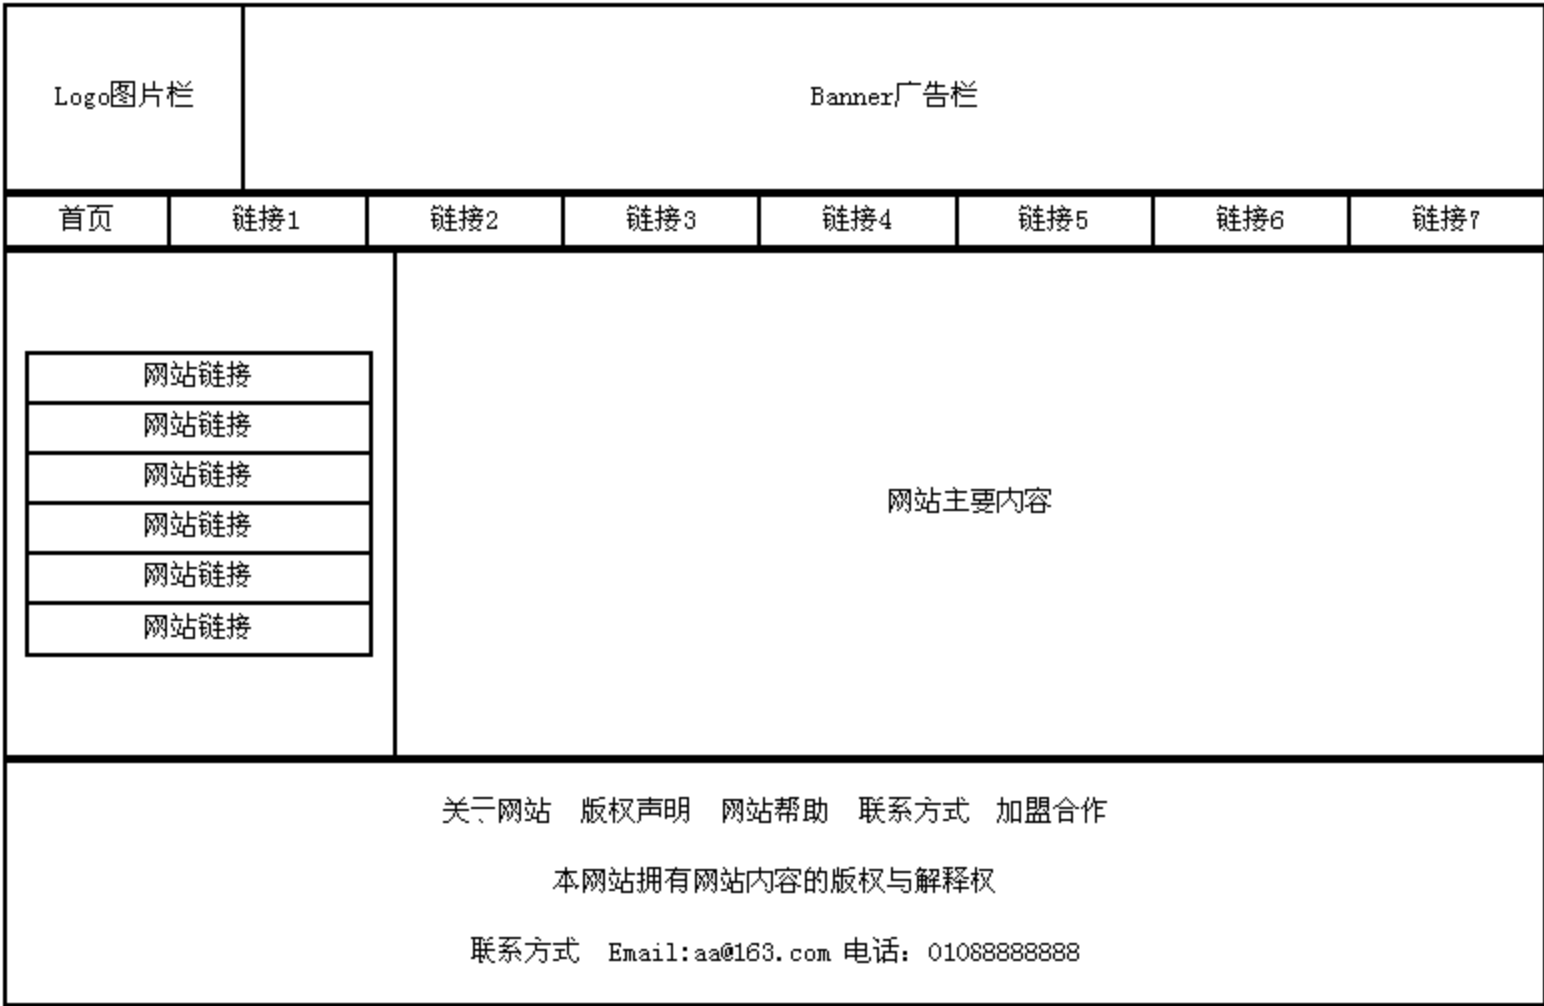 Logo图片栏 Banner广告栏
首页 链接1 链接2 链接3 链接4 链接5 链接6 链接7
网站链接
网站链接
网站链接
网站链接
网站链接
网站链接
网站主要内容
关于网站 版权声明 网站帮助 联系方式 加盟合作
本网站拥有网站内容的版权与解释权
联系方式 Email:aa@163.com 电话：01088888888